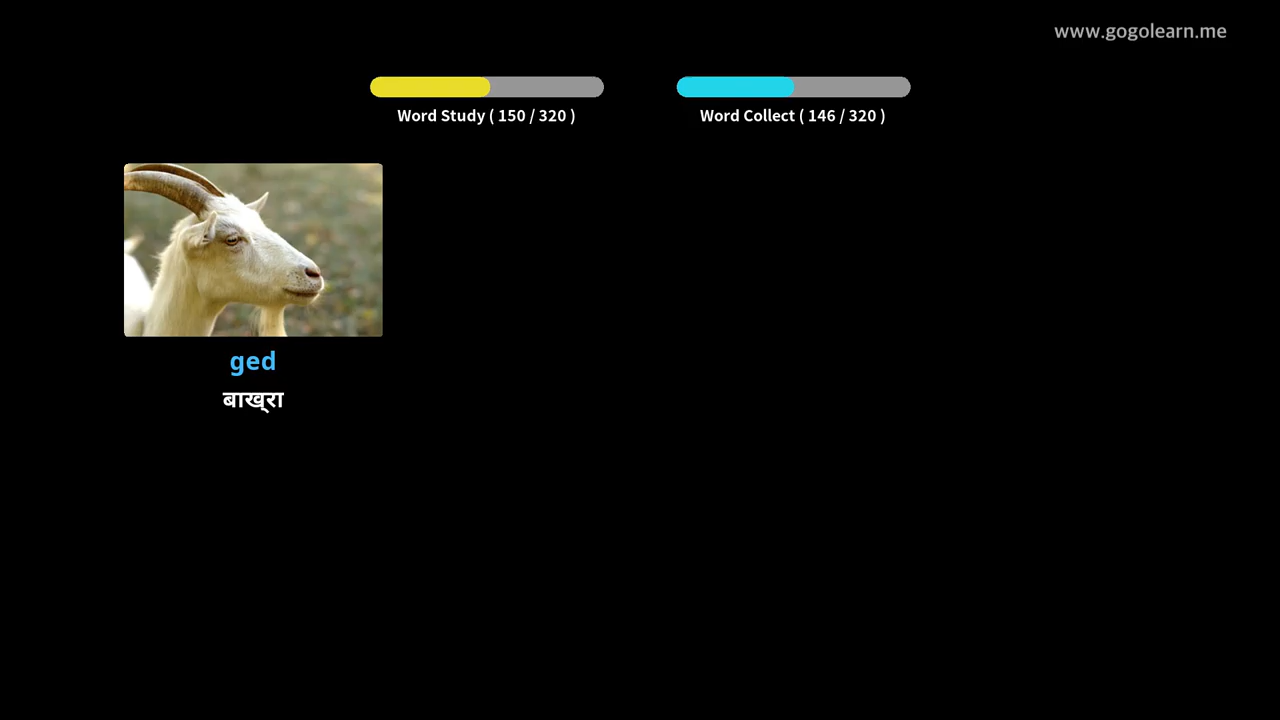 www.gogolearn.me
Word Study ( 150 / 320 )
Word Collect ( 146 / 320 )
ged
बाख्रा